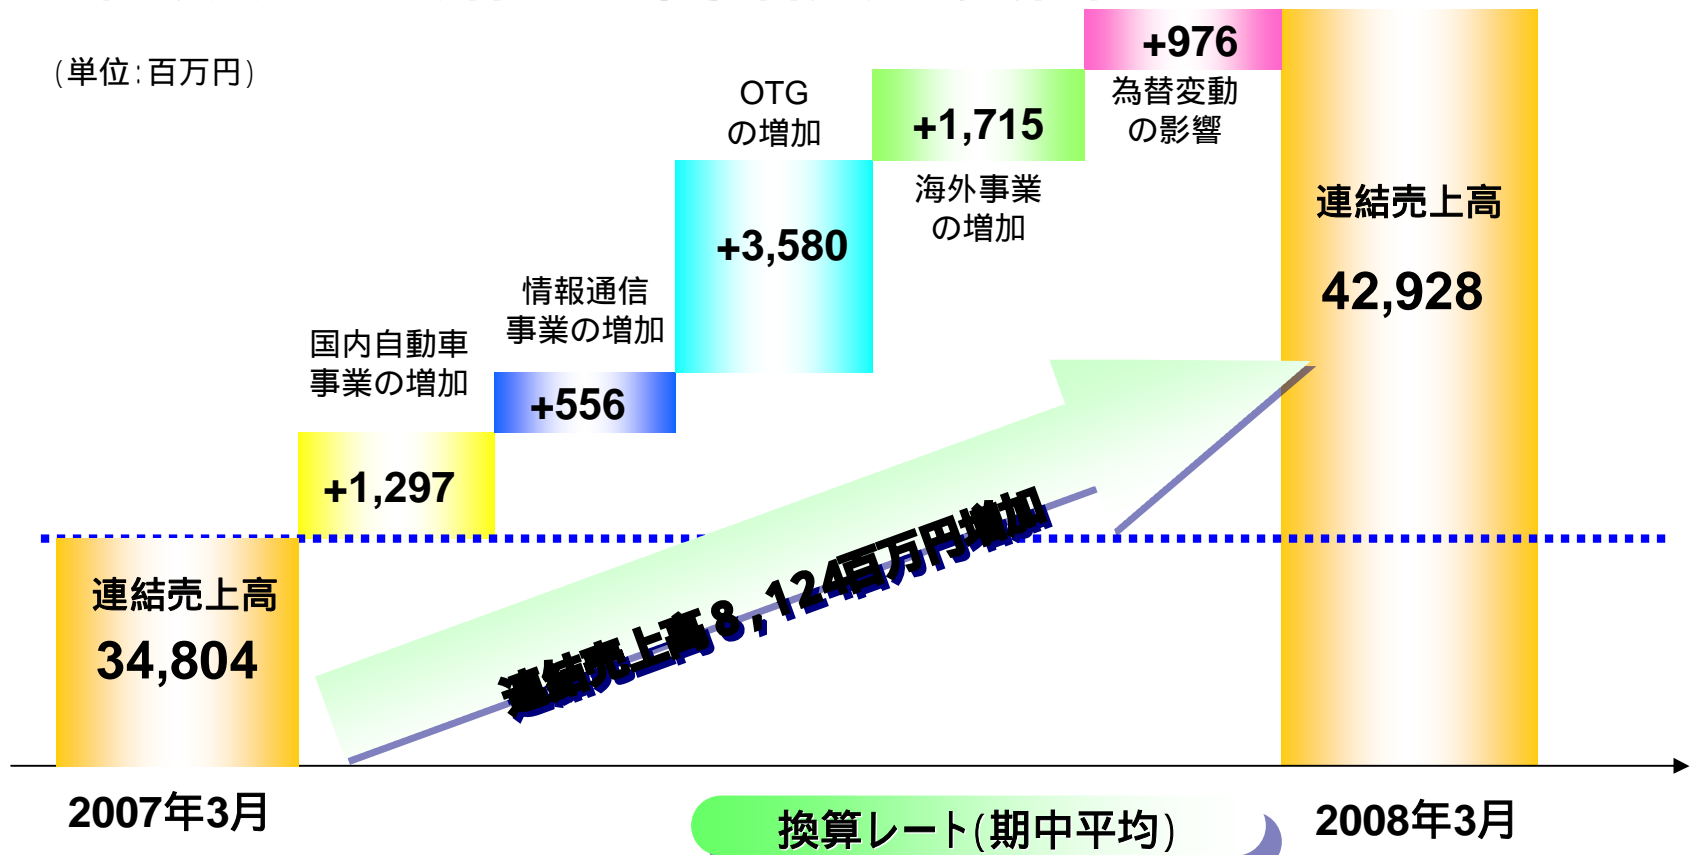 (単位:百万円)
+976
為替変動
の影響
OTG
の増加
+1,715
海外事業
の増加
+3,580
連結売上高
42,928
情報通信
事業の増加
+556
国内自動車
事業の増加
+1,297
連結売上高8,124百万円増加
連結売上高
34,804
2007年3月
2008年3月
換算レート(期中平均)